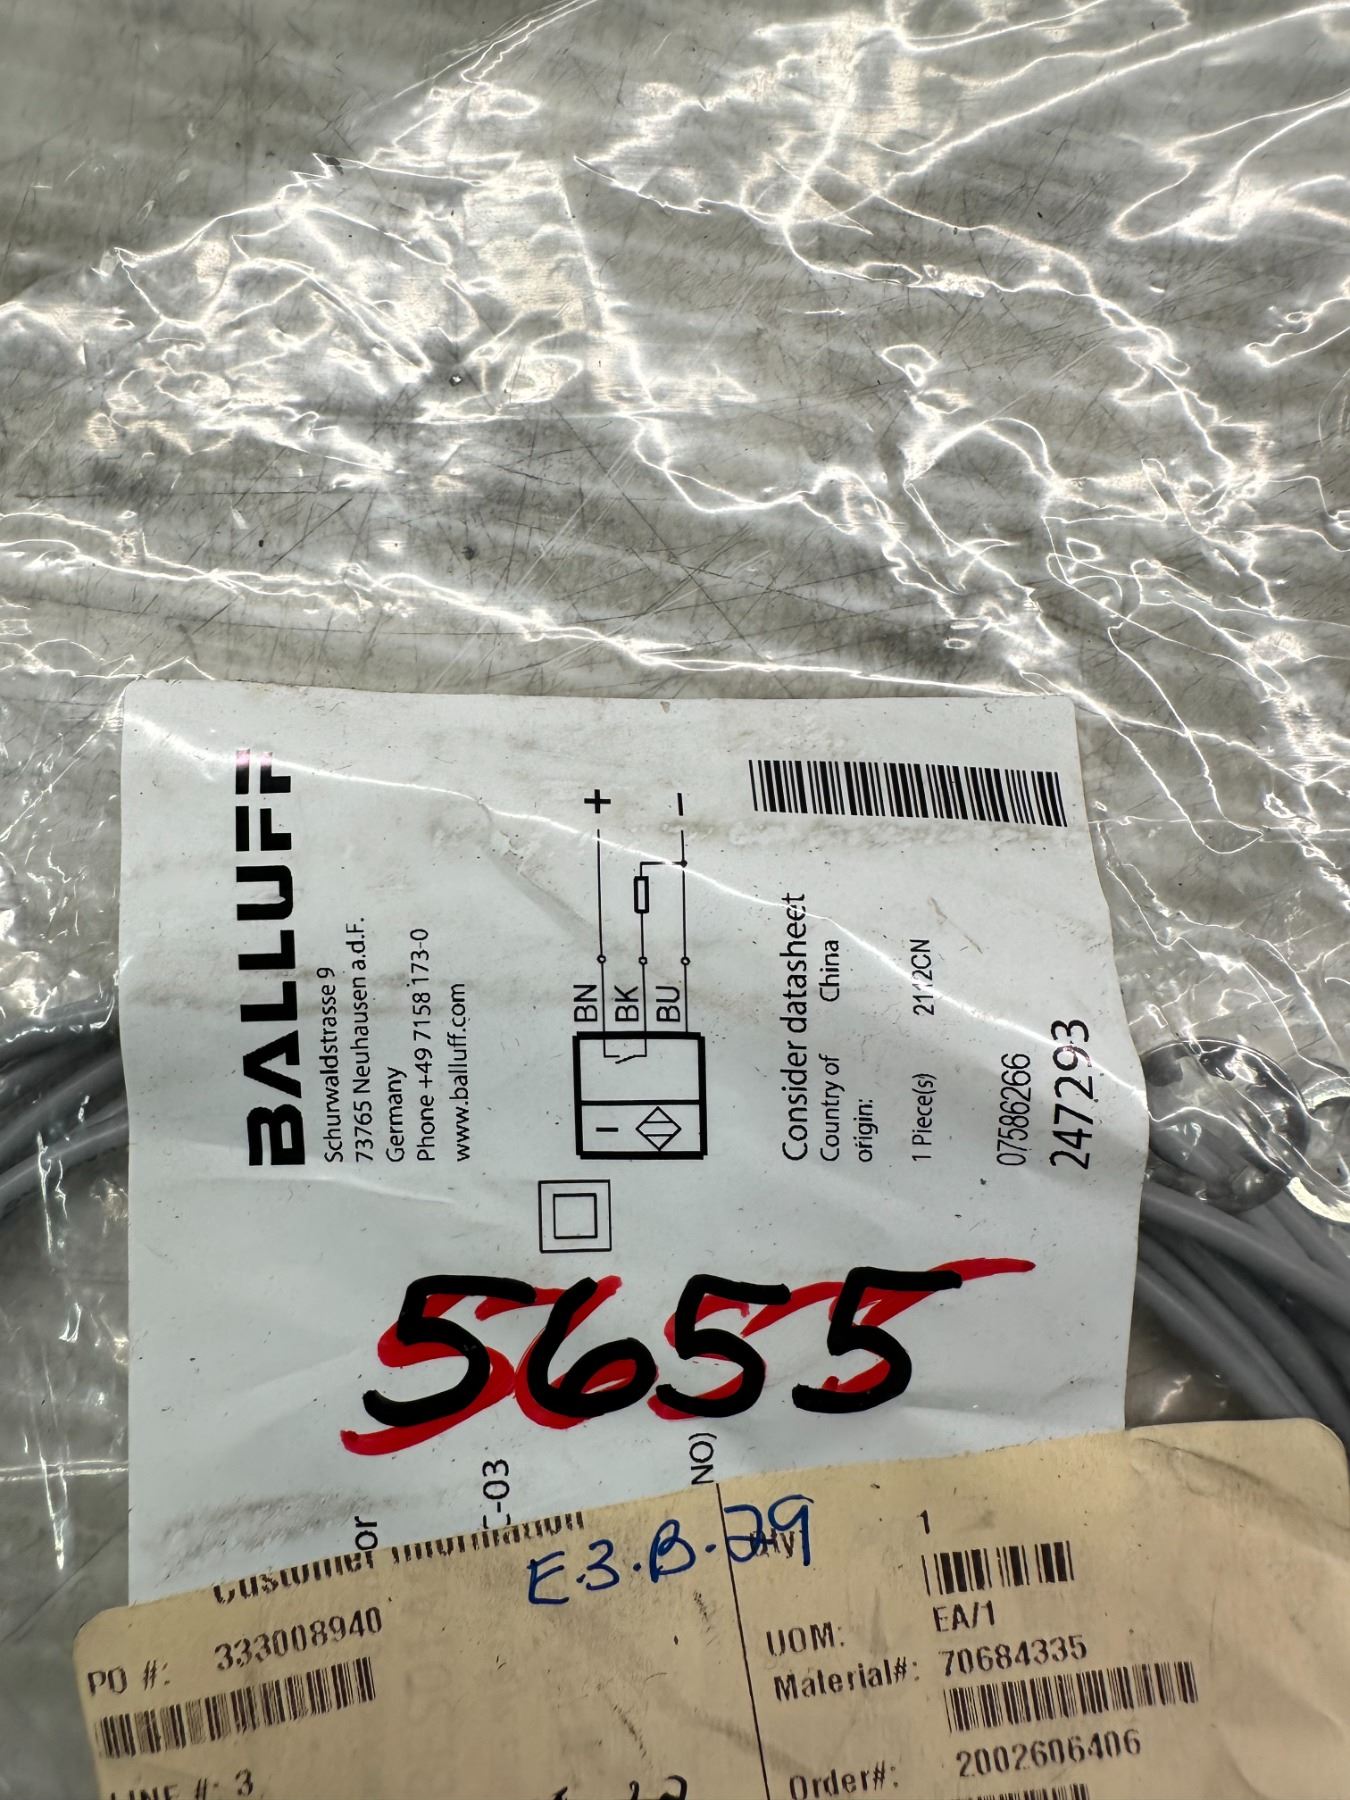 BALLUFF
Schurwaldstrasse 9
73765 Neuhausen a.d.F.
Germany
Phone +49 7158 173-0
www.balluff.com
BN
BK
BU
+
−
Consider datasheet
Country of origin: China
1 Piece(s) 2112CN
07586266
247293
5655
or
C-03
NO)
Customer Information
E.3.B.29
PO #: 333008940
LINE #: 3
1
UOM: EA/1
Material#: 70684335
Order#: 2002606406